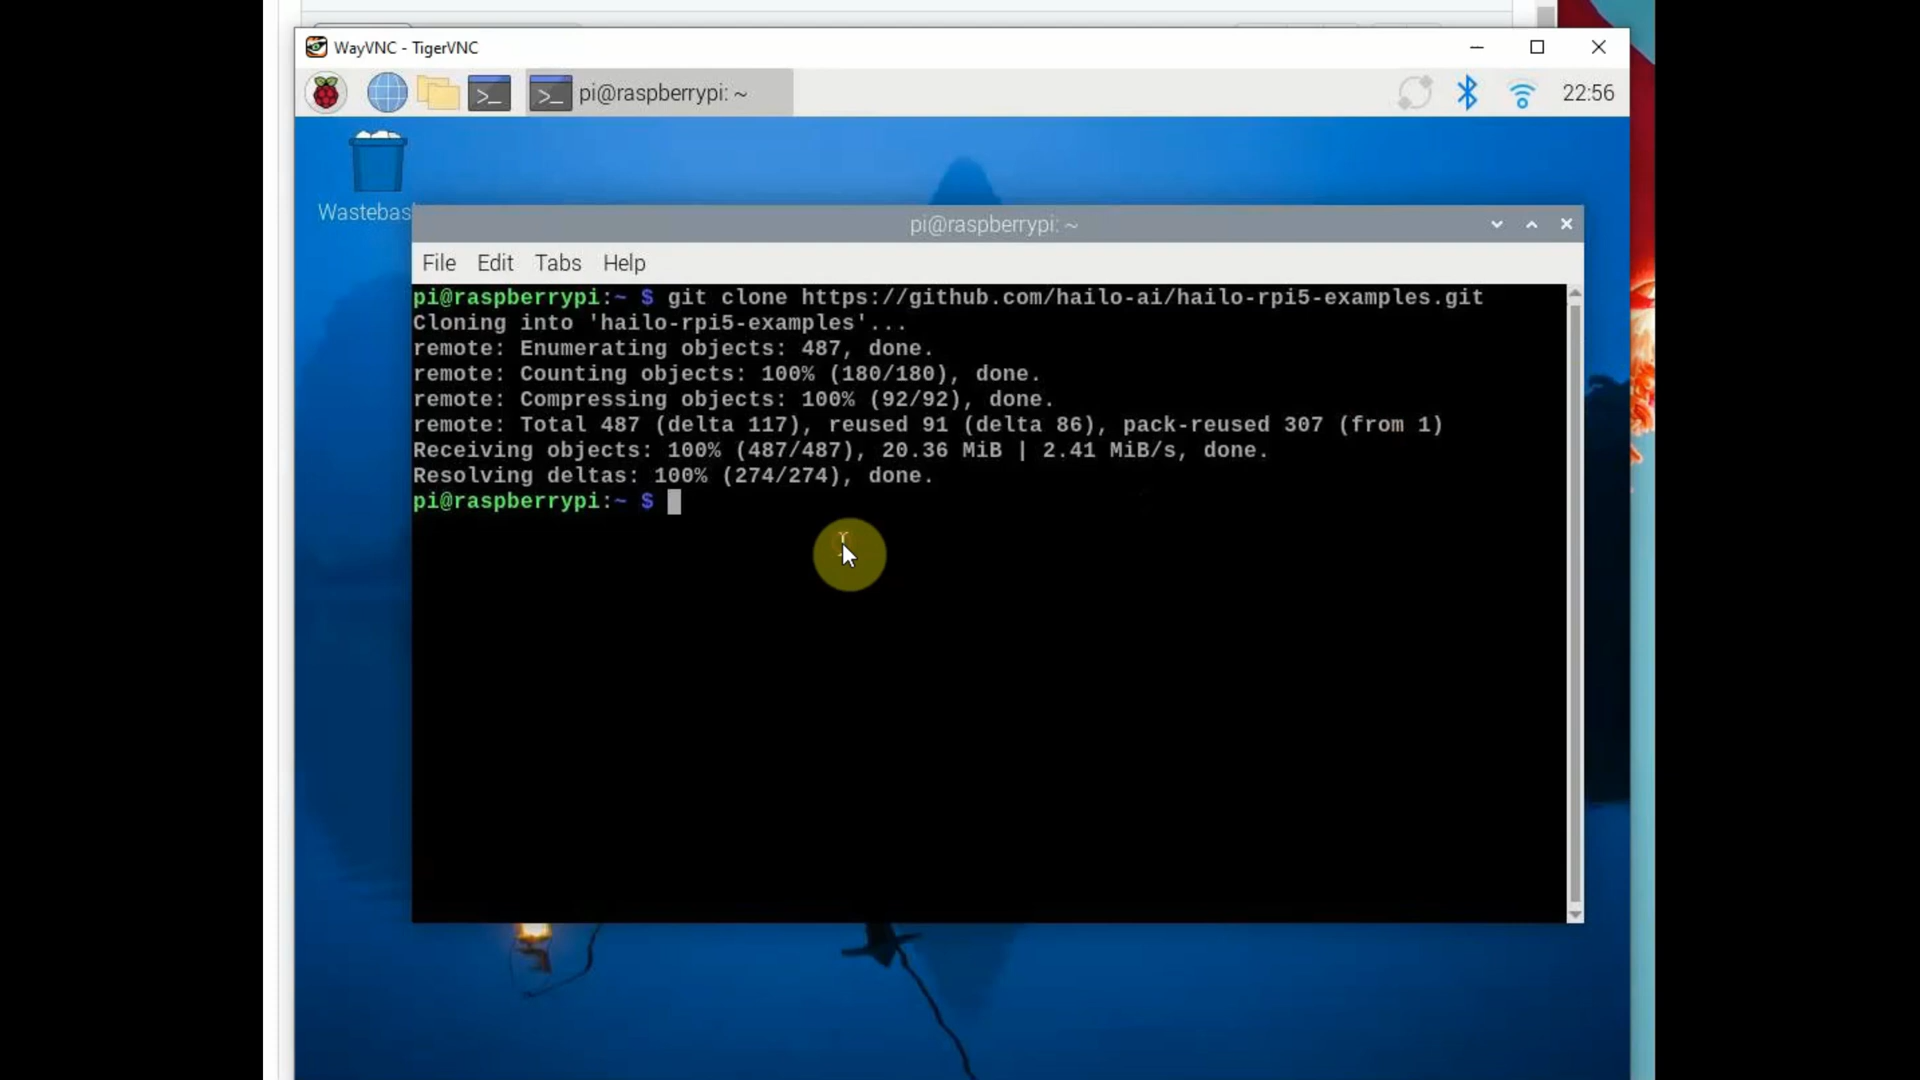 WayVNC - TigerVNC
pi@raspberrypi: ~
22:56
Wastebas
pi@raspberrypi: ~
File Edit Tabs Help
pi@raspberrypi:~ $ git clone https://github.com/hailo-ai/hailo-rpi5-examples.git
Cloning into 'hailo-rpi5-examples'...
remote: Enumerating objects: 487, done.
remote: Counting objects: 100% (180/180), done.
remote: Compressing objects: 100% (92/92), done.
remote: Total 487 (delta 117), reused 91 (delta 86), pack-reused 307 (from 1)
Receiving objects: 100% (487/487), 20.36 MiB | 2.41 MiB/s, done.
Resolving deltas: 100% (274/274), done.
pi@raspberrypi:~ $